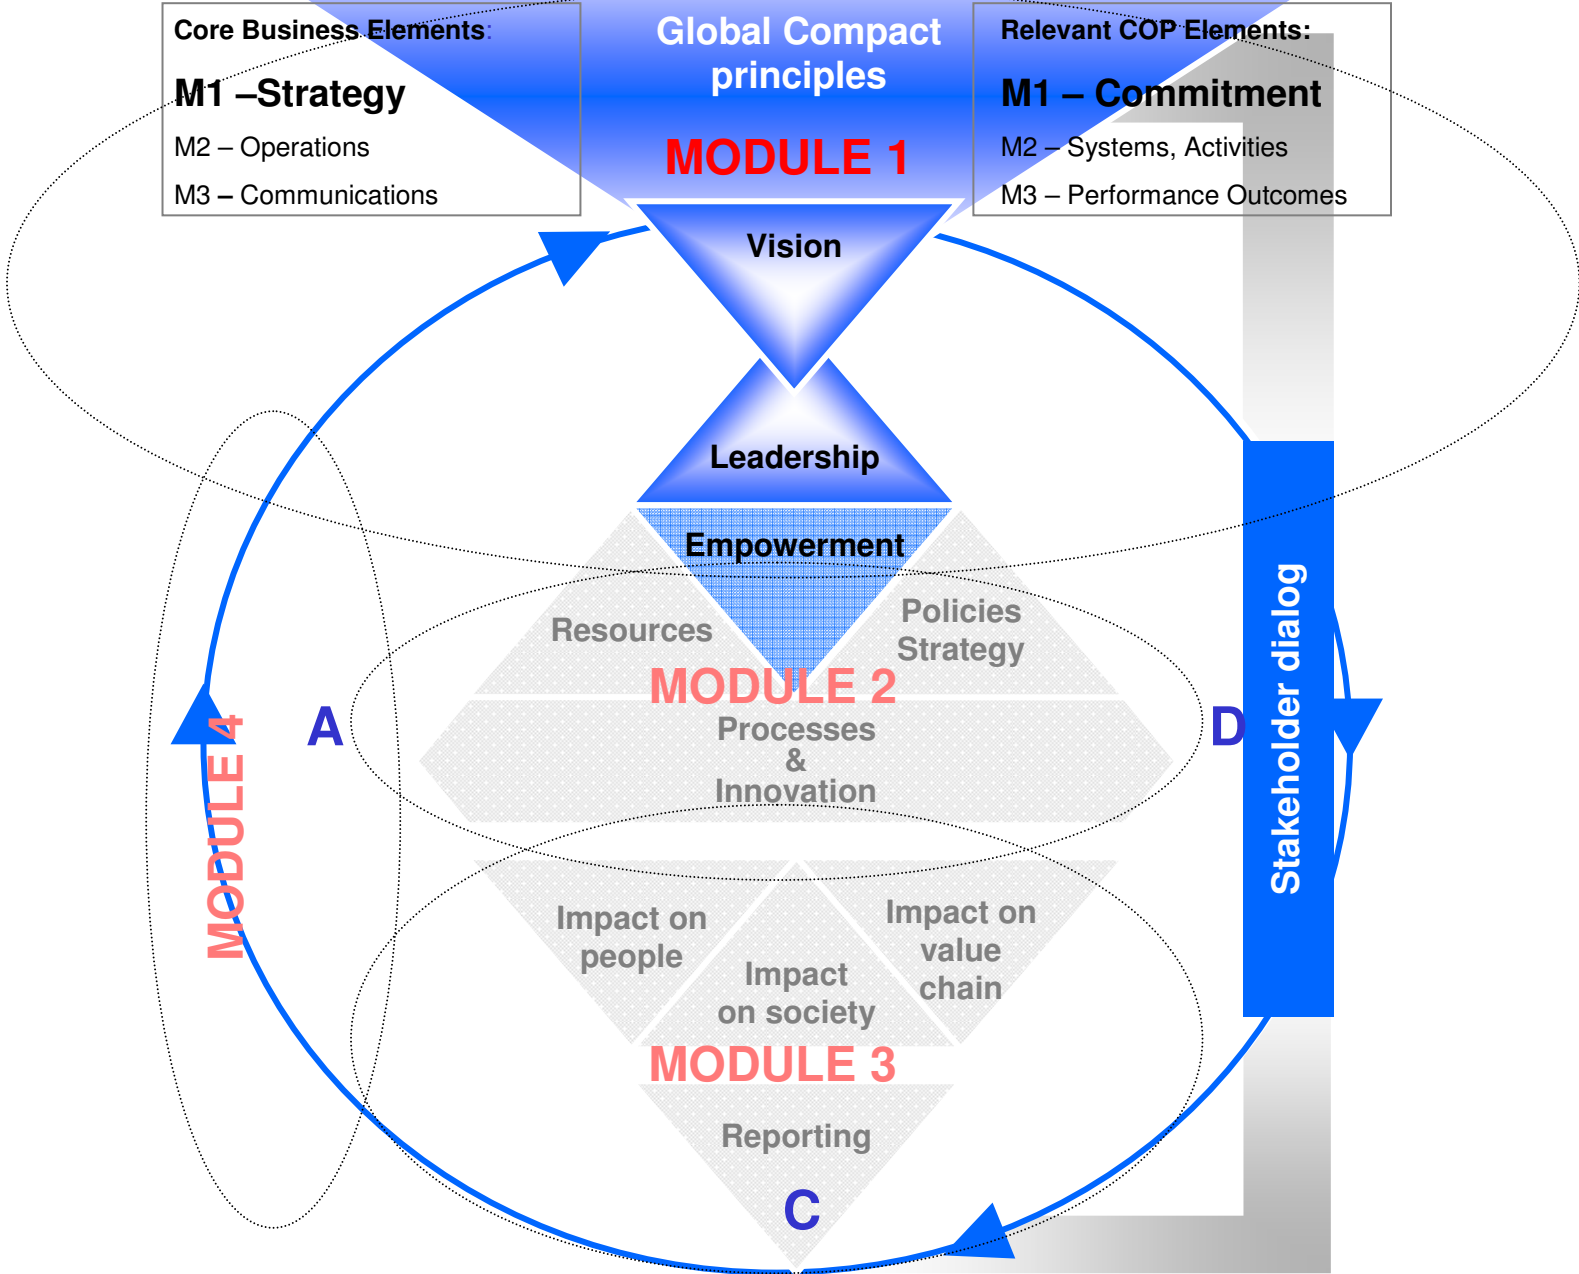 Core Business Elements:
M1 –Strategy
M2 – Operations
M3 – Communications
Global Compact
principles
MODULE 1
Relevant COP Elements:
M1 – Commitment
M2 – Systems, Activities
M3 – Performance Outcomes
Vision
Leadership
Empowerment
Resources
Policies
Strategy
MODULE 2
Processes
&
Innovation
A
D
Stakeholder dialog
MODULE 4
Impact on
people
Impact
on society
Impact on
value
chain
MODULE 3
Reporting
C